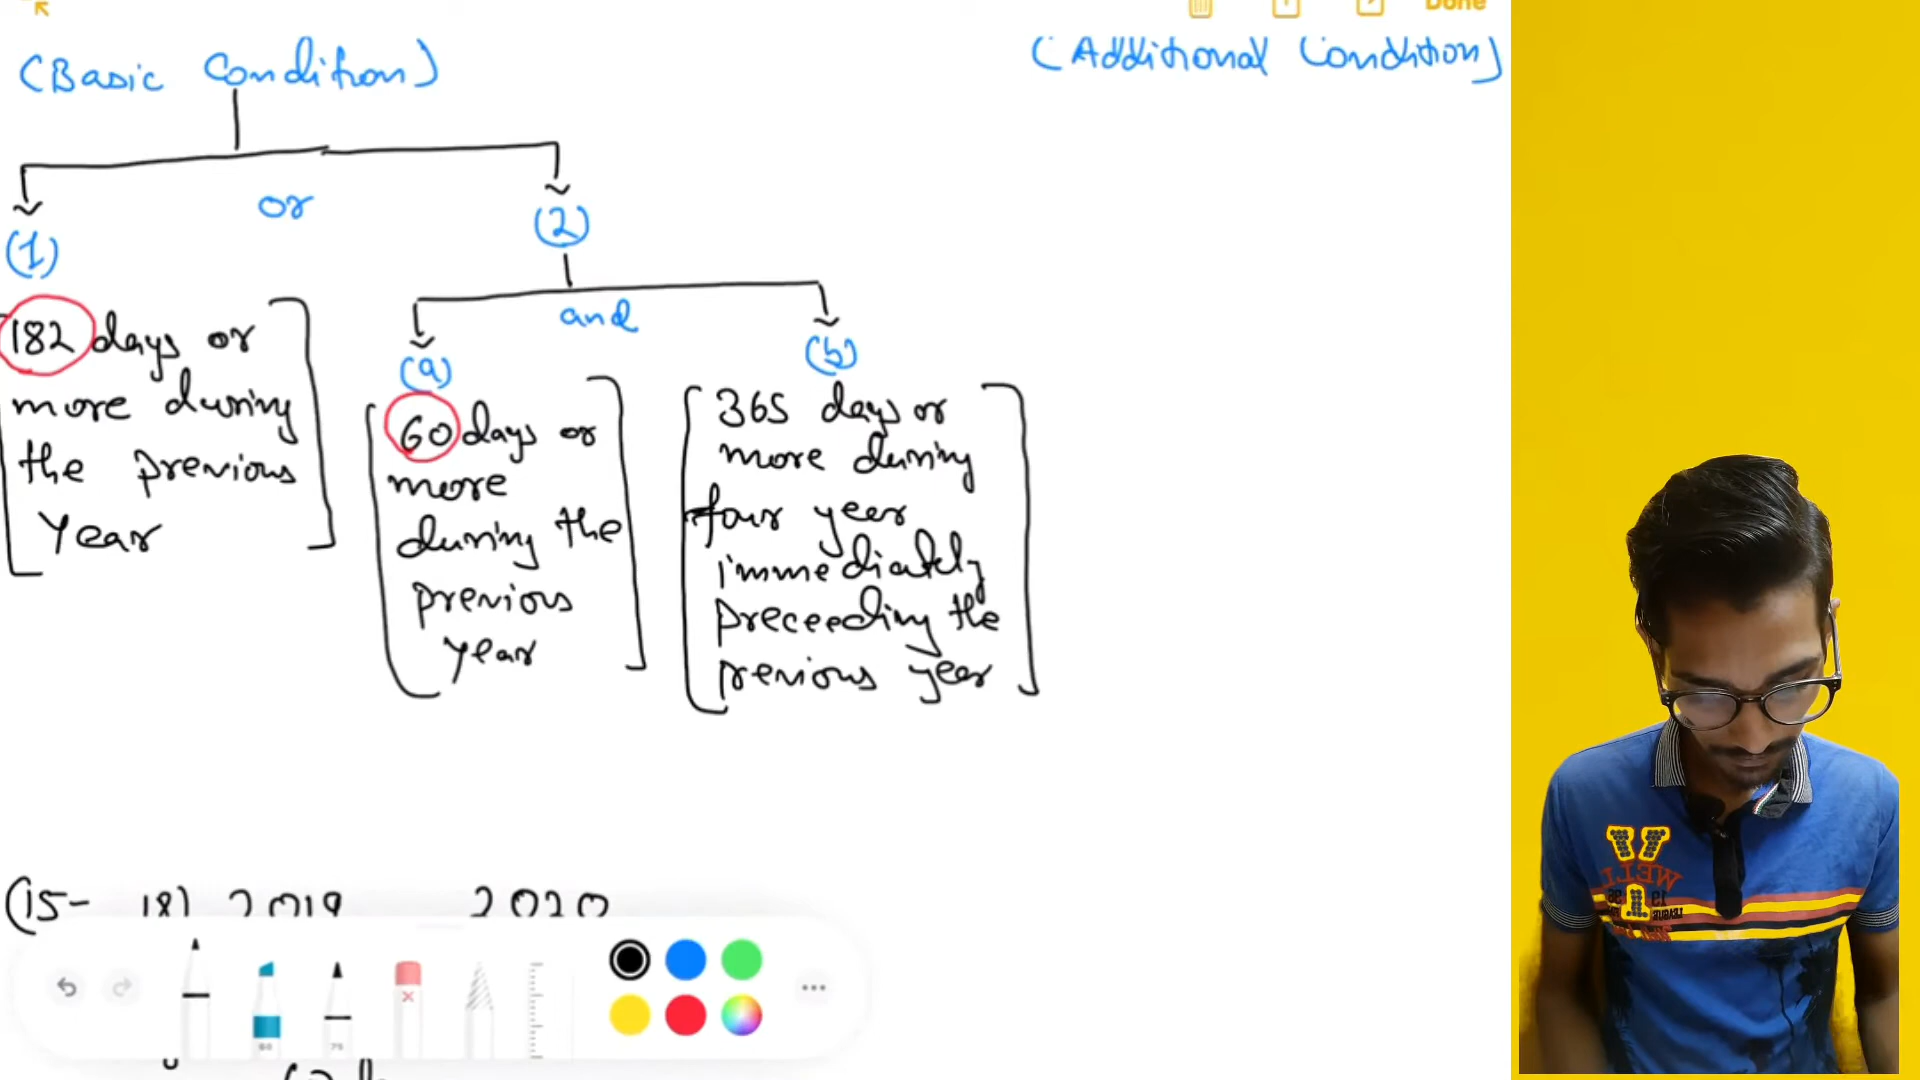 Done
(Basic Condition)
(Additional Condition)
or
(1)
(2)
182 days or
more during
the previous
Year
and
(a)
60 days or
more
during the
previous
year
(b)
365 days or
more during
four year
immediately
preceeding the
previous year
(15- 18) 2019 2020